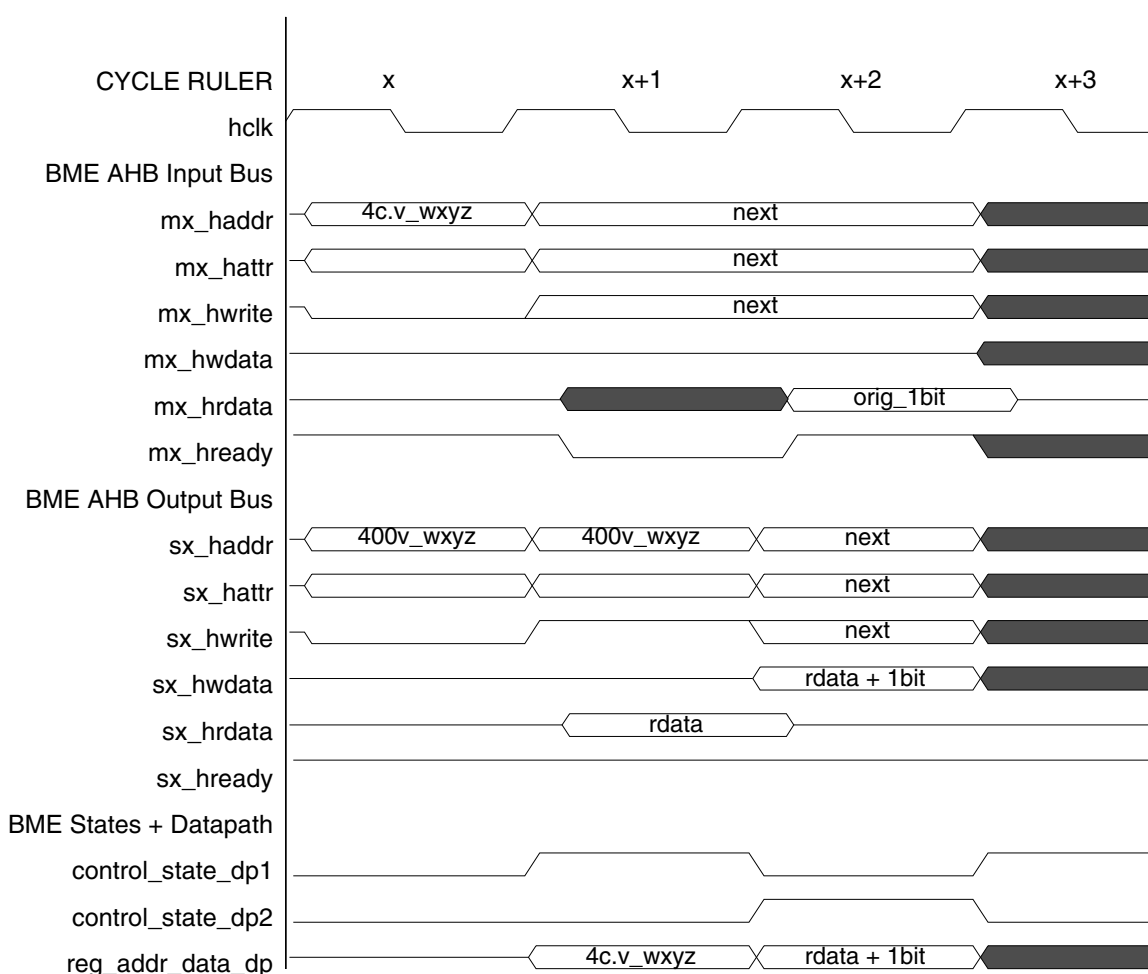 CYCLE RULER x x+1 x+2 x+3
hclk
BME AHB Input Bus
mx_haddr 4c.v_wxyz next
mx_hattr next
mx_hwrite next
mx_hwdata
mx_hrdata orig_1bit
mx_hready
BME AHB Output Bus
sx_haddr 400v_wxyz 400v_wxyz next
sx_hattr next
sx_hwrite next
sx_hwdata rdata + 1bit
sx_hrdata rdata
sx_hready
BME States + Datapath
control_state_dp1
control_state_dp2
reg_addr_data_dp 4c.v_wxyz rdata + 1bit